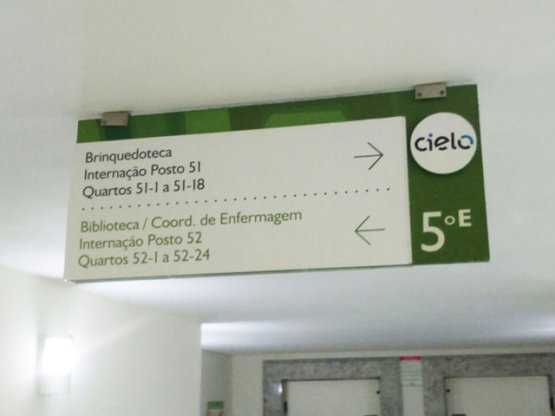 Brinquedoteca
Internação Posto 51
Quartos 51-1 a 51-18
Biblioteca / Coord. de Enfermagem
Internação Posto 52
Quartos 52-1 a 52-24
cielo
5ºE